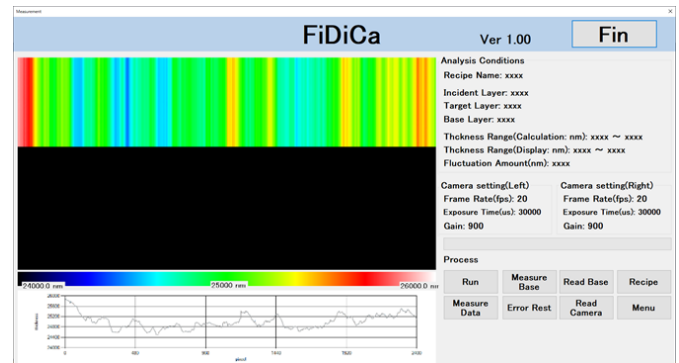 Measurement
FiDiCa
Ver 1.00
Fin
Analysis Conditions
Recipe Name: xxxx
Incident Layer: xxxx
Target Layer: xxxx
Base Layer: xxxx
Thckness Range(Calculation: nm): xxxx ～ xxxx
Thckness Range(Display: nm): xxxx ～ xxxx
Fluctuation Amount(nm): xxxx
Camera setting(Left)
Frame Rate(fps): 20
Exposure Time(us): 30000
Gain: 900
Camera setting(Right)
Frame Rate(fps): 20
Exposure Time(us): 30000
Gain: 900
Process
Run
Measure Base
Read Base
Recipe
Measure Data
Error Rest
Read Camera
Menu
24000.0 nm
25000 nm
26000.0 nm